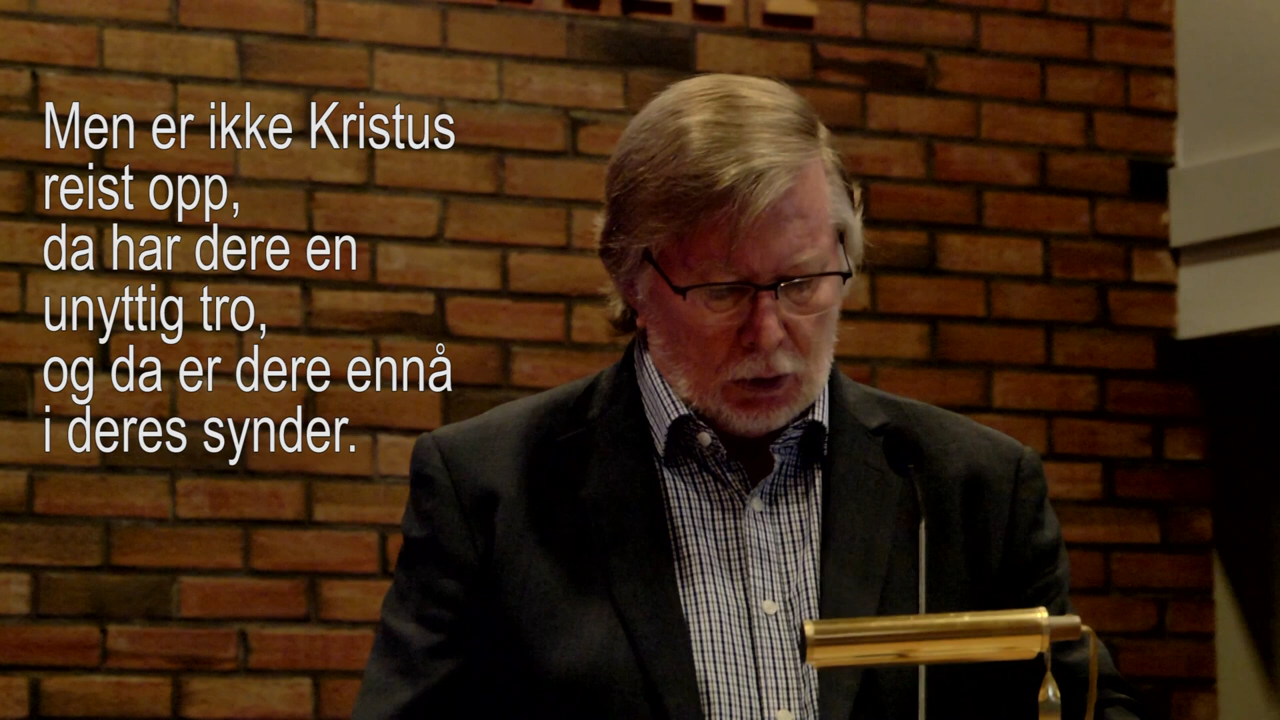 Men er ikke Kristus
reist opp,
da har dere en
unyttig tro,
og da er dere ennå
i deres synder.